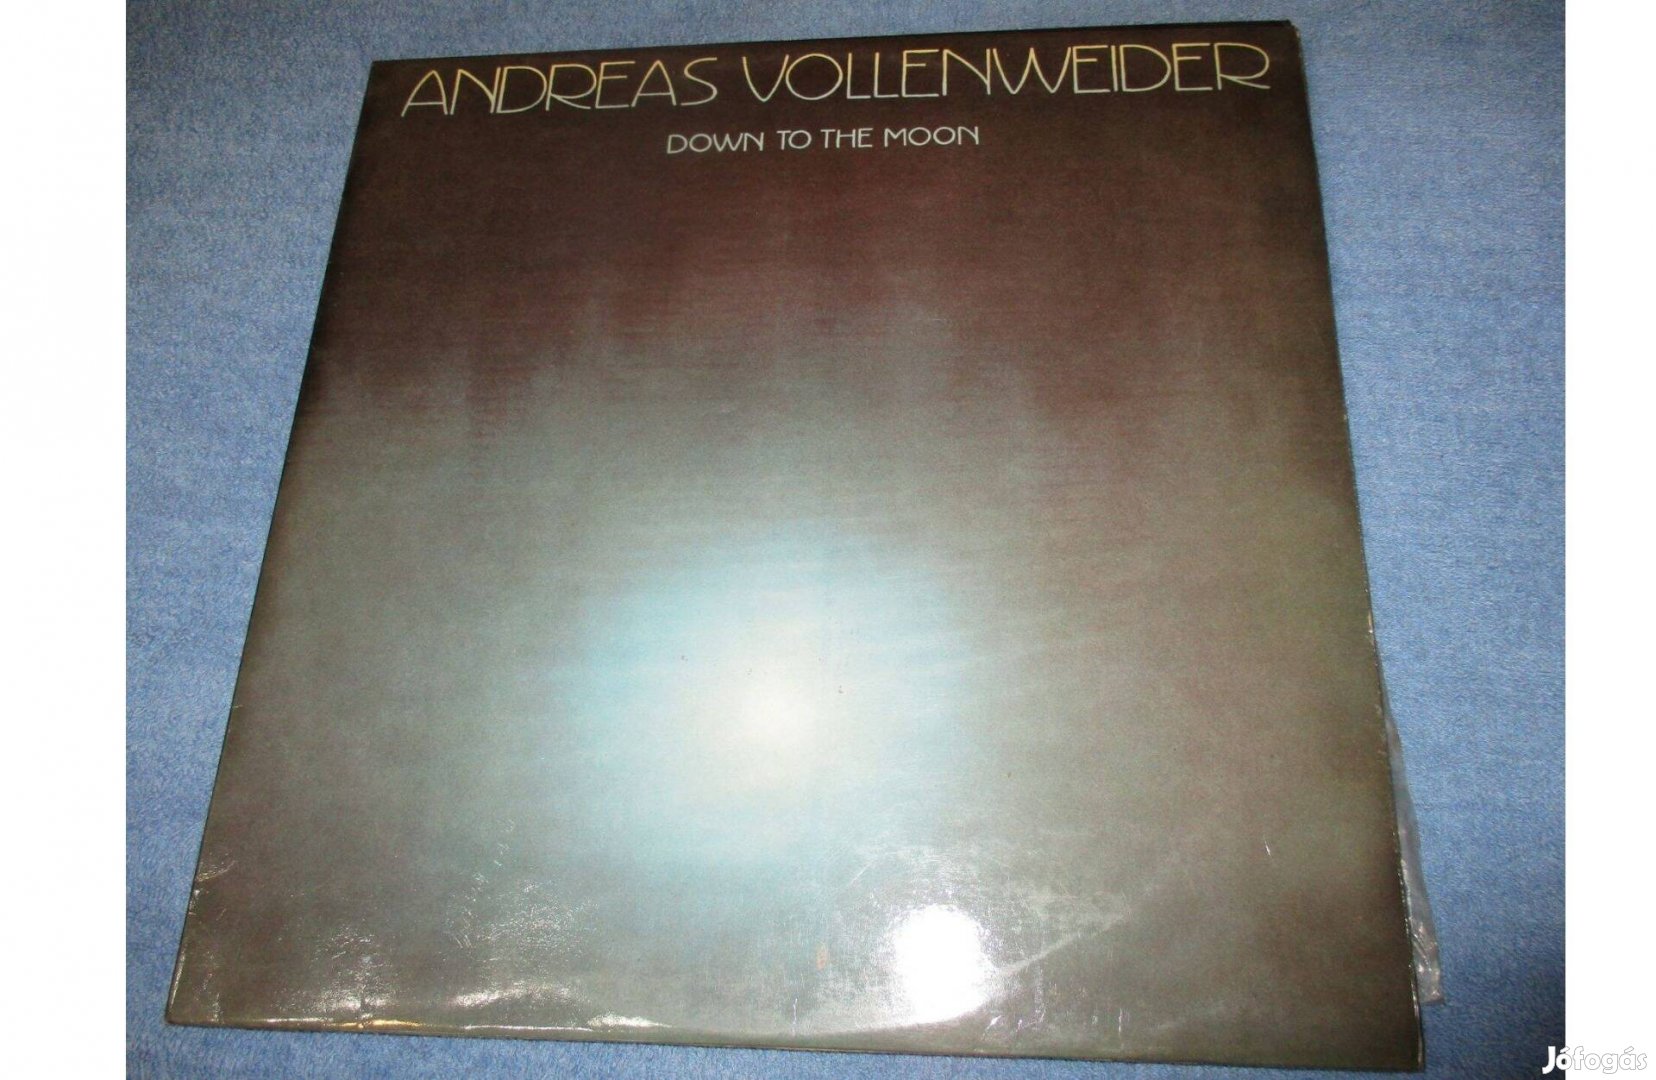 ANDREAS VOLLENWEIDER
DOWN TO THE MOON
Jófogás